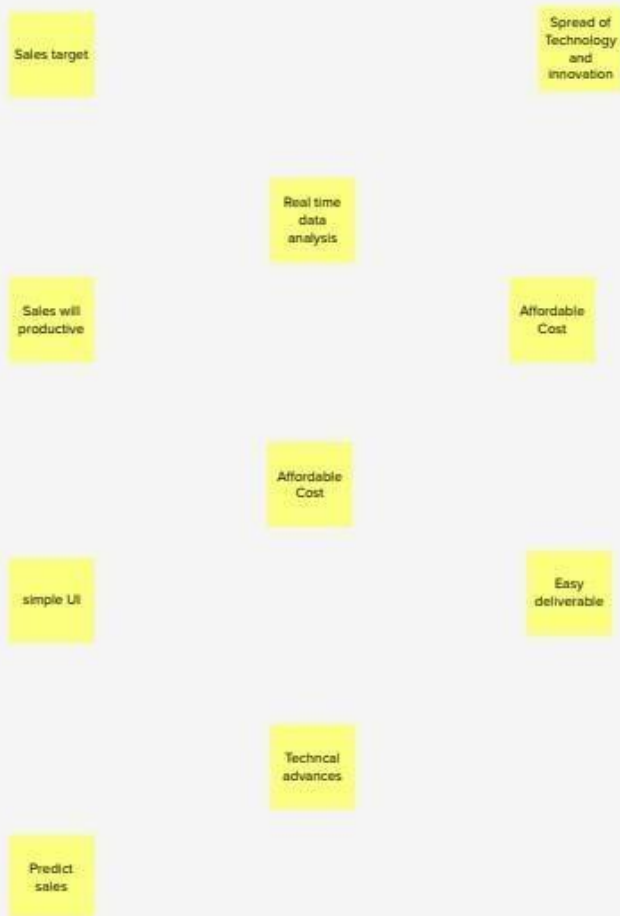 Sales target
Spread of
Technology
and
innovation
Real time
data
analysis
Sales will
productive
Affordable
Cost
Affordable
Cost
simple UI
Easy
deliverable
Techncal
advances
Predict
sales